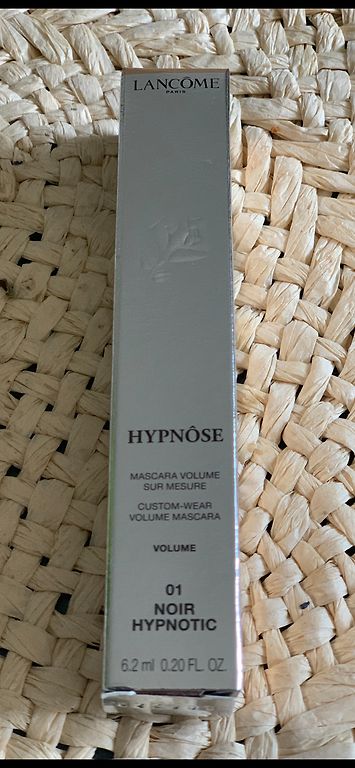 LANCÔME
PARIS
HYPNÔSE
MASCARA VOLUME
SUR MESURE
CUSTOM-WEAR
VOLUME MASCARA
VOLUME
01
NOIR
HYPNOTIC
6.2 ml 0.20 FL. OZ.